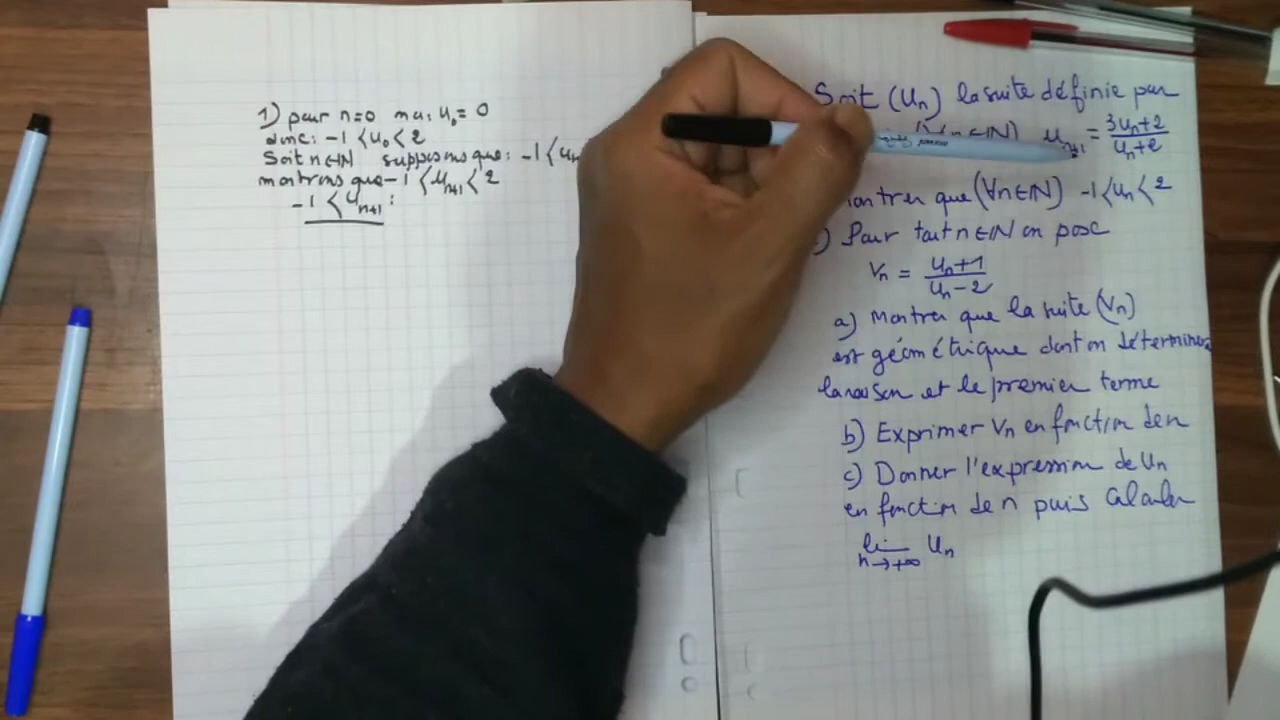 1) pour n=0 on a: u₀ = 0
donc: -1 < u₀ < 2
Soit n∈ℕ supposons que: -1 < uₙ
montrons que -1 < uₙ₊₁ < 2
-1 < uₙ₊₁ :
Soit (Uₙ) la suite définie par
(∀n∈ℕ) uₙ₊₁ = (3uₙ+2)/(uₙ+2)
montrer que (∀n∈ℕ) -1 < uₙ < 2
) Pour tout n∈ℕ on pose
vₙ = (uₙ+1)/(uₙ-2)
a) Montrer que la suite (vₙ)
est géométrique dont on déterminera
la raison et le premier terme
b) Exprimer vₙ en fonction de n
c) Donner l'expression de Uₙ
en fonction de n puis Calculer
lim n→+∞ Uₙ